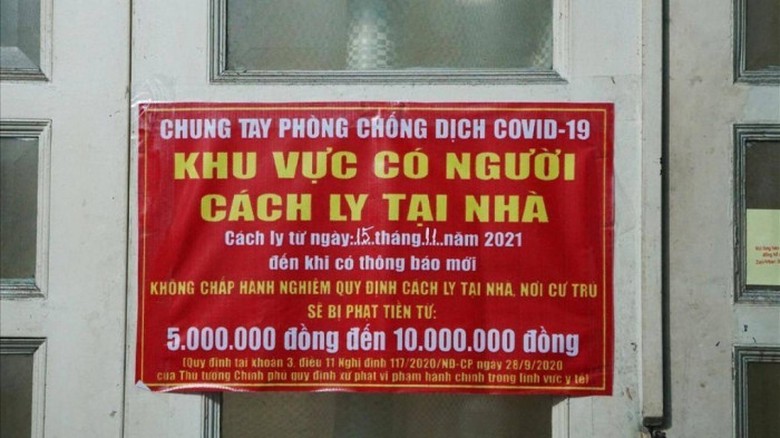 CHUNG TAY PHÒNG CHỐNG DỊCH COVID-19
KHU VỰC CÓ NGƯỜI
CÁCH LY TẠI NHÀ
Cách ly từ ngày:15.tháng.11..năm 2021
đến khi có thông báo mới
KHÔNG CHẤP HÀNH NGHIÊM QUY ĐỊNH CÁCH LY TẠI NHÀ, NƠI CƯ TRÚ
SẼ BỊ PHẠT TIỀN TỪ:
5.000.000 đồng đến 10.000.000 đồng
(Quy định tại khoản 3, điều 11 Nghị định 117/2020/NĐ-CP ngày 28/9/2020
của Thủ tướng Chính phủ quy định xử phạt vi phạm hành chính trong lĩnh vực y tế)